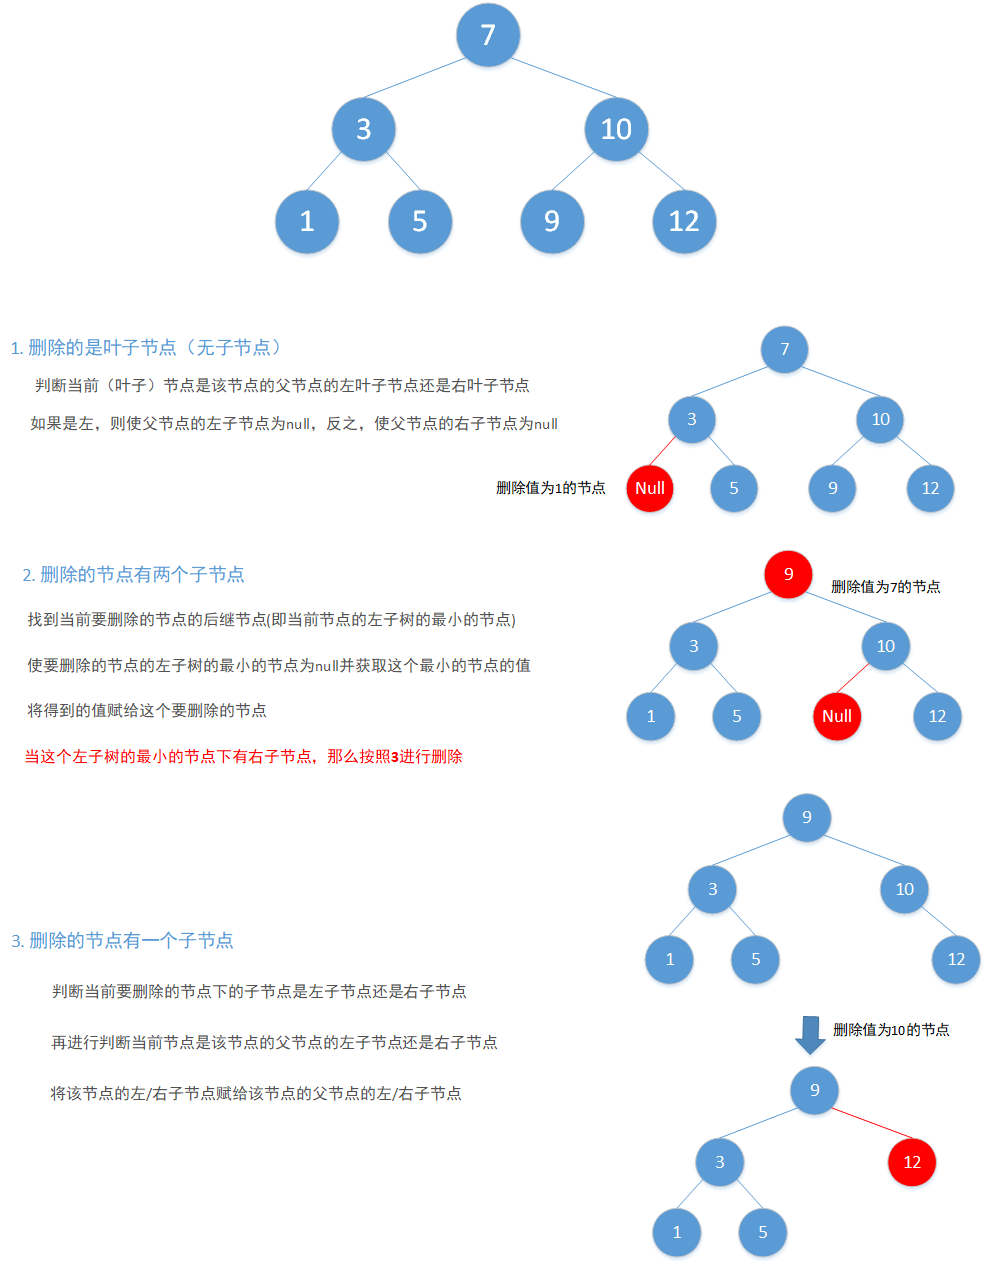 7
3
10
1
5
9
12
1. 删除的是叶子节点（无子节点）
判断当前（叶子）节点是该节点的父节点的左叶子节点还是右叶子节点
如果是左，则使父节点的左子节点为null，反之，使父节点的右子节点为null
7
3
10
删除值为1的节点
Null
5
9
12
2. 删除的节点有两个子节点
找到当前要删除的节点的后继节点(即当前节点的左子树的最小的节点)
使要删除的节点的左子树的最小的节点为null并获取这个最小的节点的值
将得到的值赋给这个要删除的节点
当这个左子树的最小的节点下有右子节点，那么按照3进行删除
9
删除值为7的节点
3
10
1
5
Null
12
9
3
10
1
5
12
3. 删除的节点有一个子节点
判断当前要删除的节点下的子节点是左子节点还是右子节点
再进行判断当前节点是该节点的父节点的左子节点还是右子节点
将该节点的左/右子节点赋给该节点的父节点的左/右子节点
删除值为10的节点
9
3
12
1
5